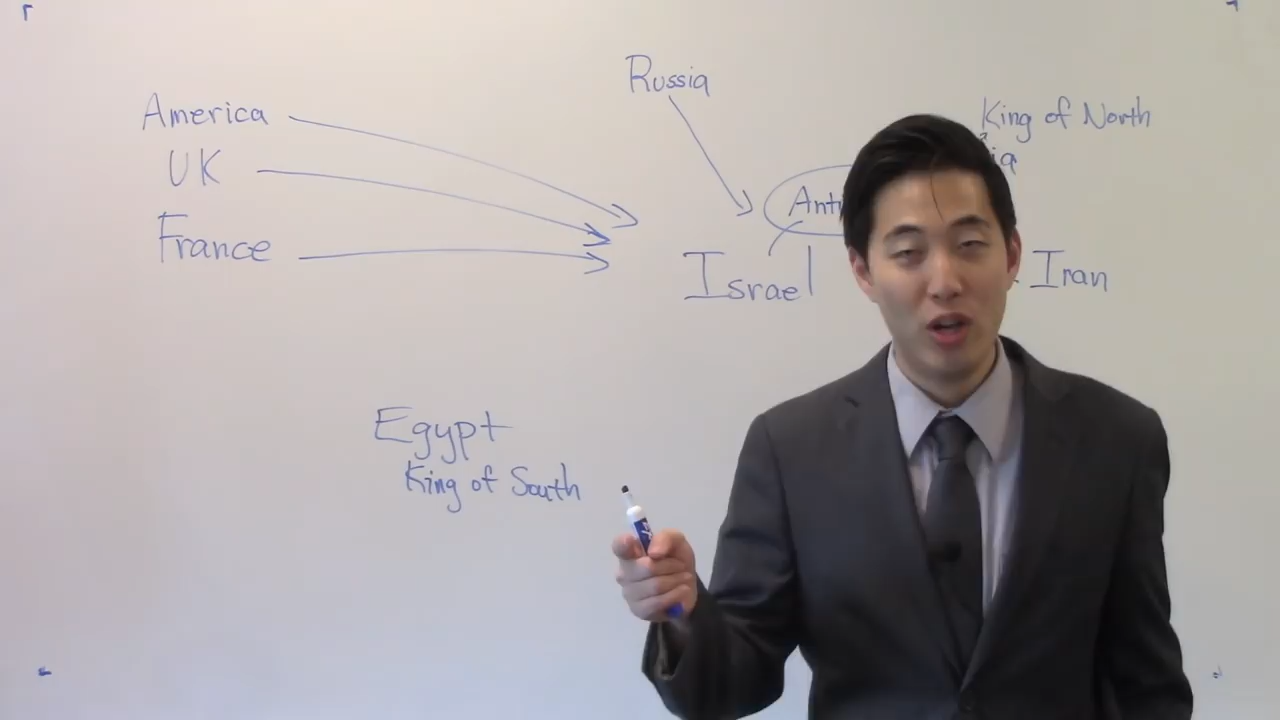 America
UK
France
Russia
King of North
Israel
Iran
Egypt
King of South